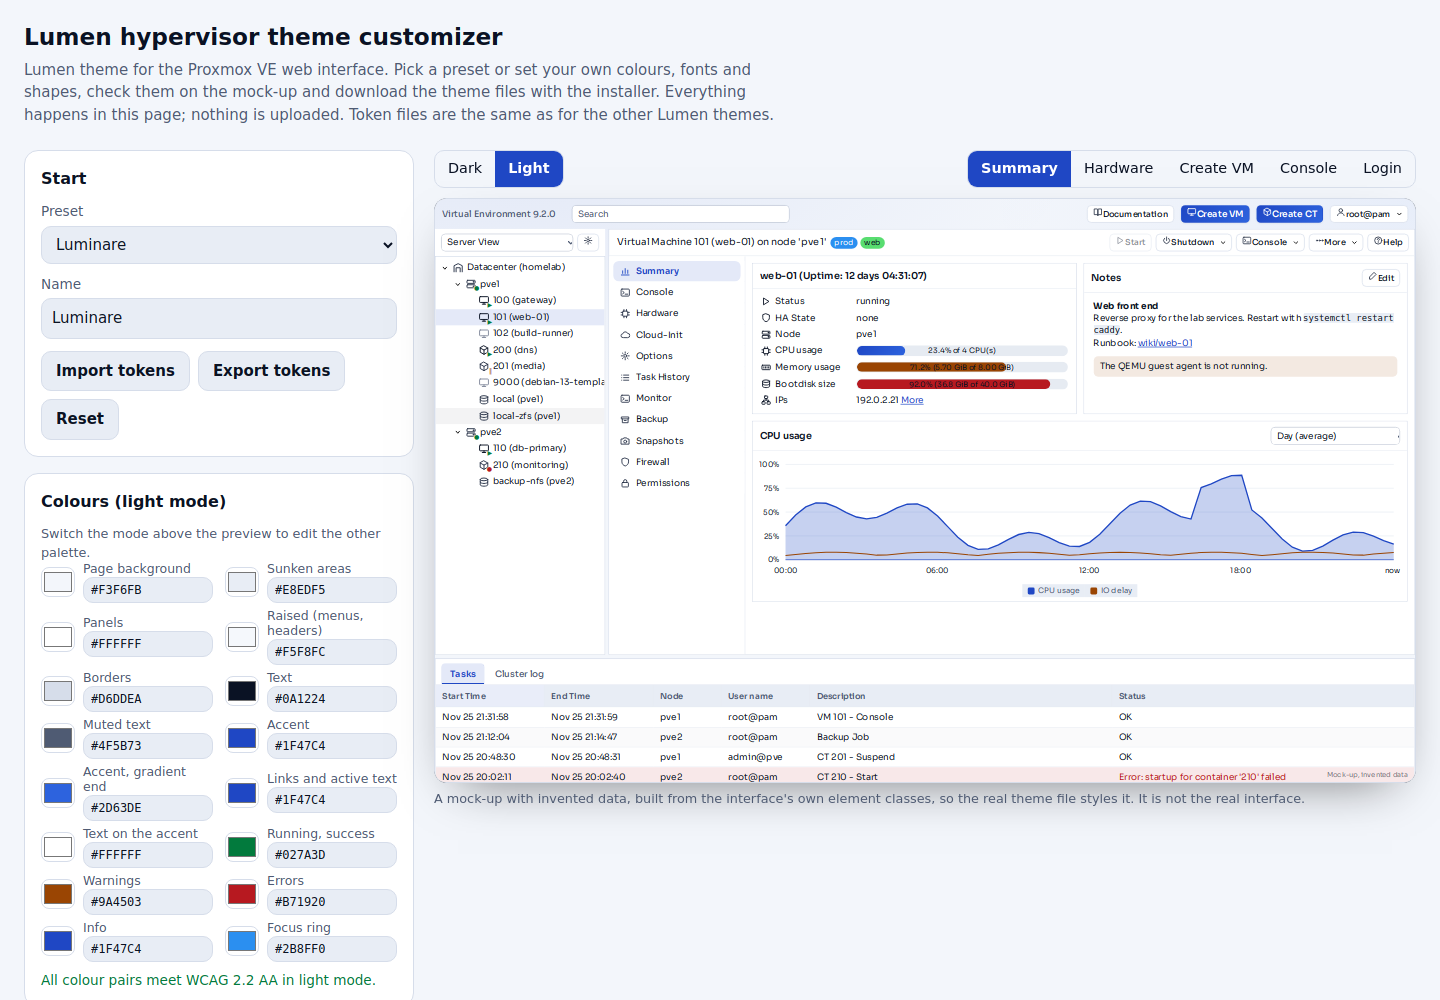 Lumen hypervisor theme customizer
Lumen theme for the Proxmox VE web interface. Pick a preset or set your own colours, fonts and
shapes, check them on the mock-up and download the theme files with the installer. Everything
happens in this page; nothing is uploaded. Token files are the same as for the other Lumen themes.
Start
Preset
Luminare
Name
Luminare
Import tokens
Export tokens
Reset
Colours (light mode)
Switch the mode above the preview to edit the other
palette.
Page background
#F3F6FB
Sunken areas
#E8EDF5
Panels
#FFFFFF
Raised (menus,
headers)
#F5F8FC
Borders
#D6DDEA
Text
#0A1224
Muted text
#4F5B73
Accent
#1F47C4
Accent, gradient
end
#2D63DE
Links and active text
#1F47C4
Text on the accent
#FFFFFF
Running, success
#027A3D
Warnings
#9A4503
Errors
#B71920
Info
#1F47C4
Focus ring
#2B8FF0
All colour pairs meet WCAG 2.2 AA in light mode.
Dark
Light
Summary
Hardware
Create VM
Console
Login
Virtual Environment 9.2.0
Search
Documentation
Create VM
Create CT
root@pam
Server View
Datacenter (homelab)
pve1
100 (gateway)
101 (web-01)
102 (build-runner)
200 (dns)
201 (media)
9000 (debian-13-templa
local (pve1)
local-zfs (pve1)
pve2
110 (db-primary)
210 (monitoring)
backup-nfs (pve2)
Virtual Machine 101 (web-01) on node 'pve1'
prod
web
Start
Shutdown
Console
More
Help
Summary
Console
Hardware
Cloud-Init
Options
Task History
Monitor
Backup
Snapshots
Firewall
Permissions
web-01 (Uptime: 12 days 04:31:07)
Status running
HA State none
Node pve1
CPU usage 23.4% of 4 CPU(s)
Memory usage 71.2% (5.70 GiB of 8.00 GiB)
Bootdisk size 92.0% (36.8 GiB of 40.0 GiB)
IPs 192.0.2.21 More
Notes
Edit
Web front end
Reverse proxy for the lab services. Restart with systemctl restart
caddy.
Runbook: wiki/web-01
The QEMU guest agent is not running.
CPU usage
Day (average)
100%
75%
50%
25%
0%
00:00
06:00
12:00
18:00
now
CPU usage
IO delay
Tasks
Cluster log
Start Time End Time Node User name Description Status
Nov 25 21:31:58 Nov 25 21:31:59 pve1 root@pam VM 101 - Console OK
Nov 25 21:12:04 Nov 25 21:14:47 pve2 root@pam Backup Job OK
Nov 25 20:48:30 Nov 25 20:48:31 pve1 admin@pve CT 201 - Suspend OK
Nov 25 20:02:11 Nov 25 20:02:40 pve2 root@pam CT 210 - Start Error: startup for container '210' failed
Mock-up, invented data
A mock-up with invented data, built from the interface's own element classes, so the real theme file styles it. It is not the real interface.